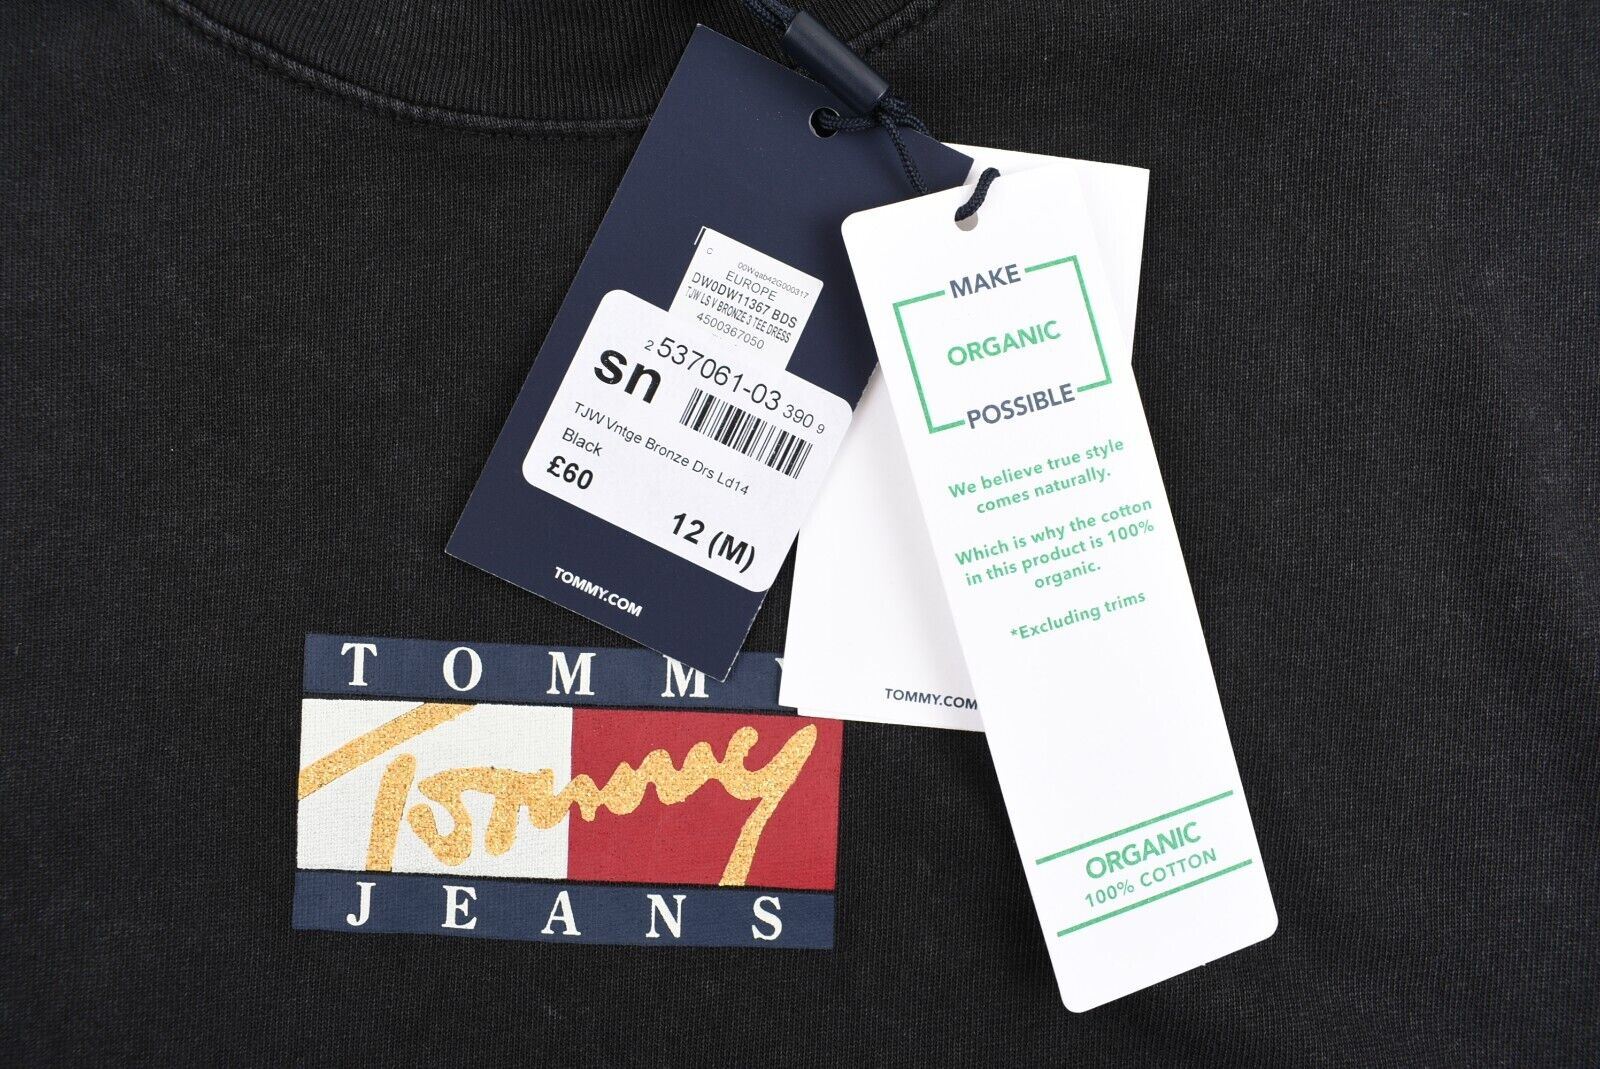 C
00Wqab42G000317
EUROPE
DW0DW11367 BDS
TJW LS V BRONZE 3 TEE DRESS
4500367050
2 537061-03 390 9
sn
TJW Vntge Bronze Drs Ld14
Black
£60
12 (M)
TOMMY.COM
TOMMY.COM
MAKE
ORGANIC
POSSIBLE
We believe true style
comes naturally.
Which is why the cotton
in this product is 100%
organic.
*Excluding trims
ORGANIC
100% COTTON
TOMMY
Tommy
JEANS